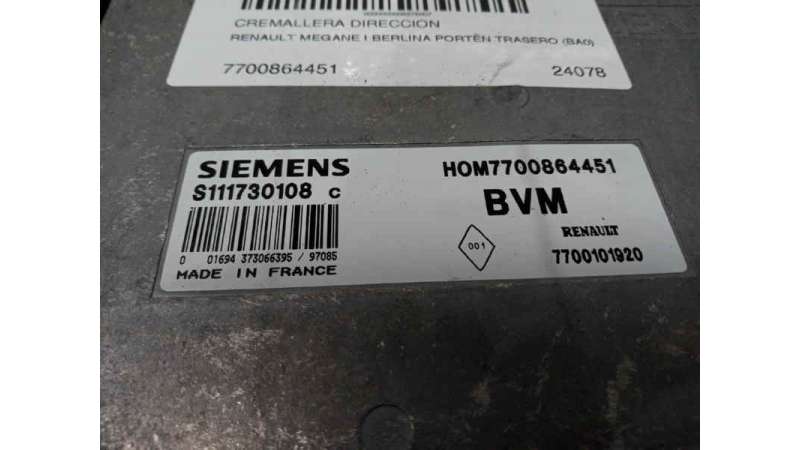 CREMALLERA DIRECCION
RENAULT MEGANE I BERLINA PORTÓN TRASERO (BA0)
7700864451 24078
SIEMENS
S111730108 C
0 01694 373066395 / 97085
MADE IN FRANCE
HOM7700864451
BVM
001
RENAULT
7700101920